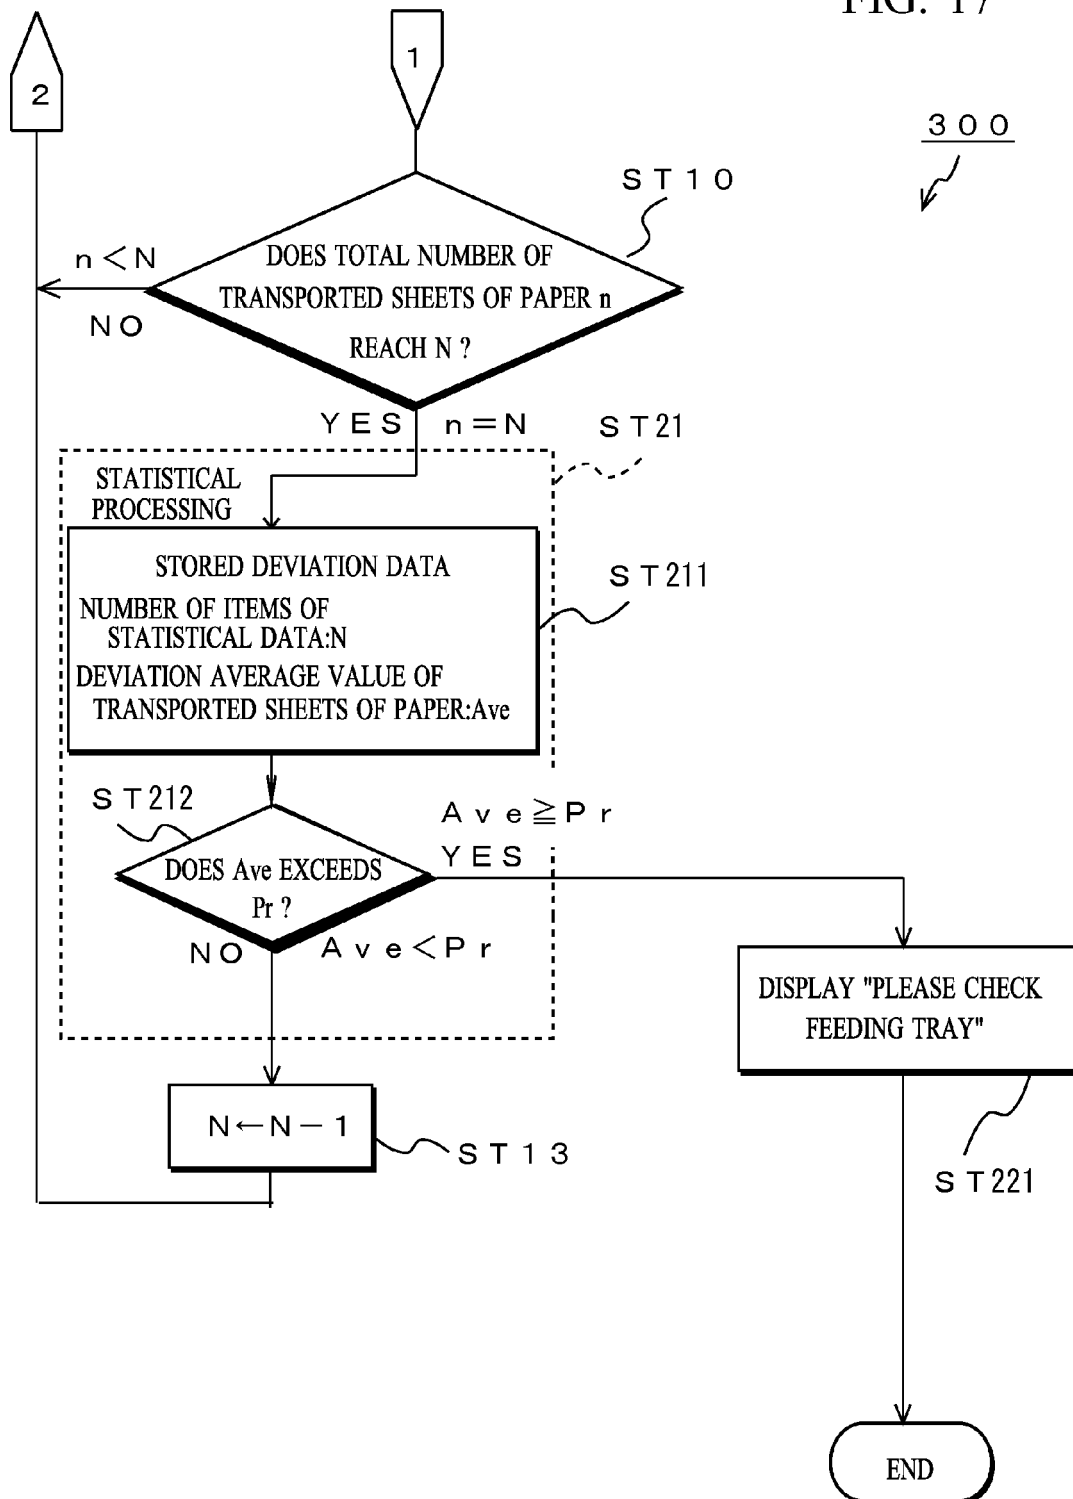 FIG. 17
1
2
300
ST10
n<N
DOES TOTAL NUMBER OF
TRANSPORTED SHEETS OF PAPER n
REACH N ?
NO
YES n=N
ST21
STATISTICAL
PROCESSING
STORED DEVIATION DATA
ST211
NUMBER OF ITEMS OF
STATISTICAL DATA:N
DEVIATION AVERAGE VALUE OF
TRANSPORTED SHEETS OF PAPER:Ave
ST212
Ave≧Pr
YES
DOES Ave EXCEEDS
Pr ?
NO Ave<Pr
DISPLAY "PLEASE CHECK
FEEDING TRAY"
N←N−1
ST13
ST221
END